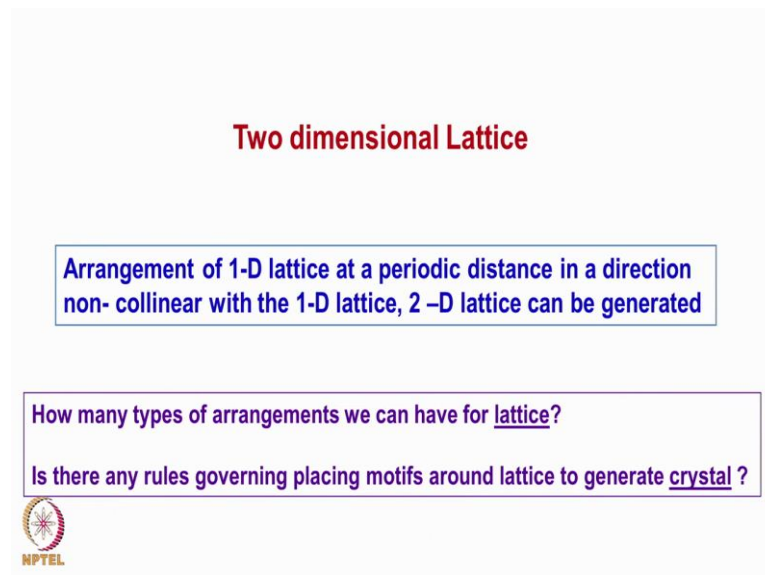 Two dimensional Lattice
Arrangement of 1-D lattice at a periodic distance in a direction
non- collinear with the 1-D lattice, 2 –D lattice can be generated
How many types of arrangements we can have for lattice?
Is there any rules governing placing motifs around lattice to generate crystal ?
NPTEL